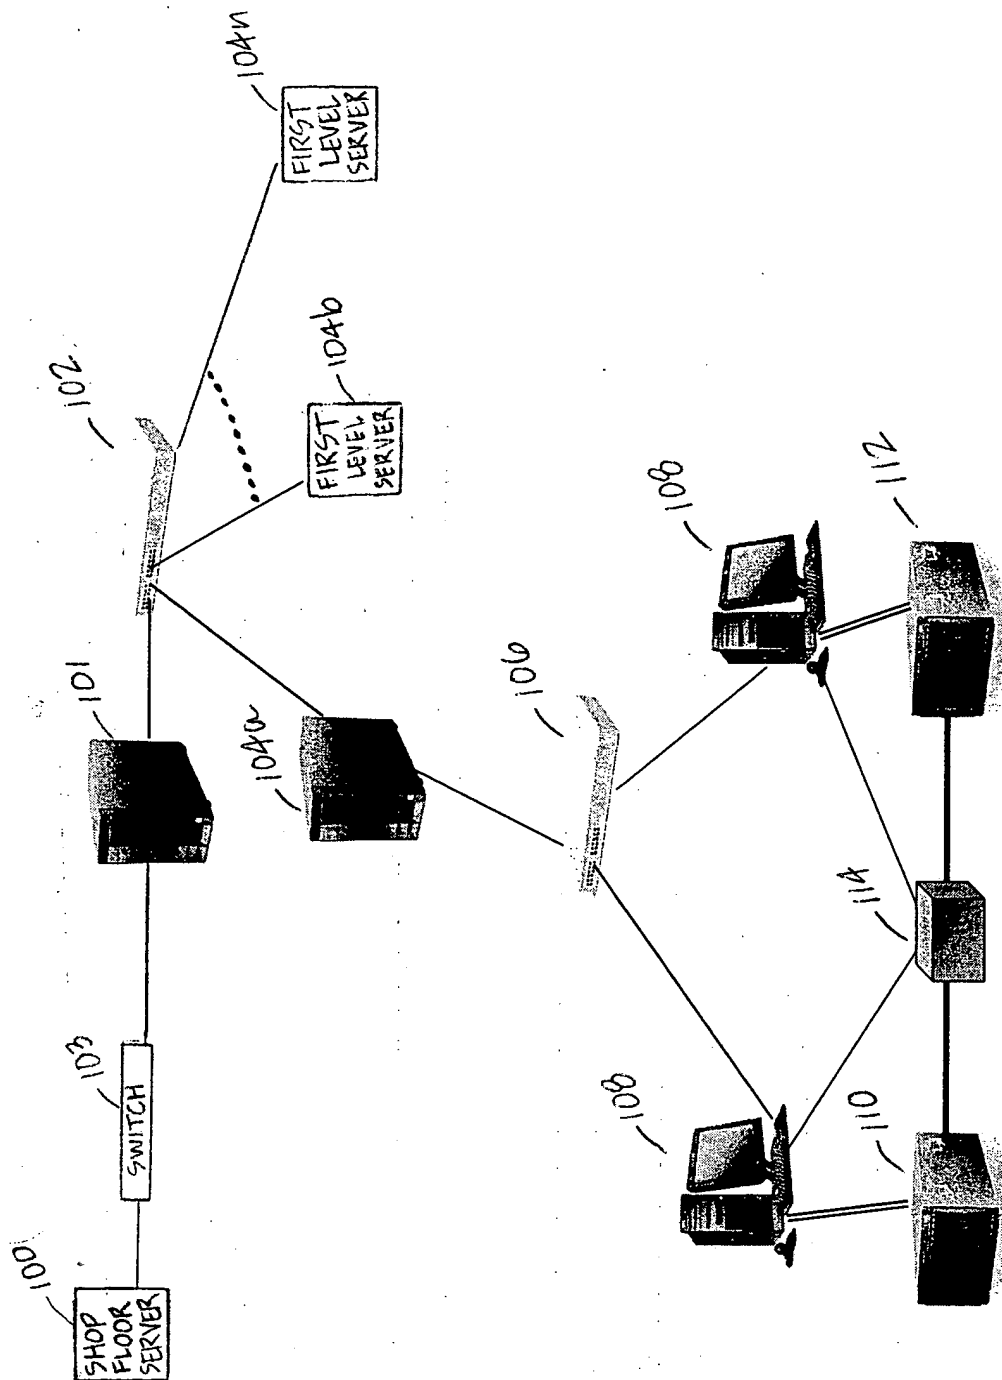 100
SHOP
FLOOR
SERVER
103
SWITCH
101
102
104a
FIRST
LEVEL
SERVER
104b
FIRST
LEVEL
SERVER
104n
106
108
108
110
114
112